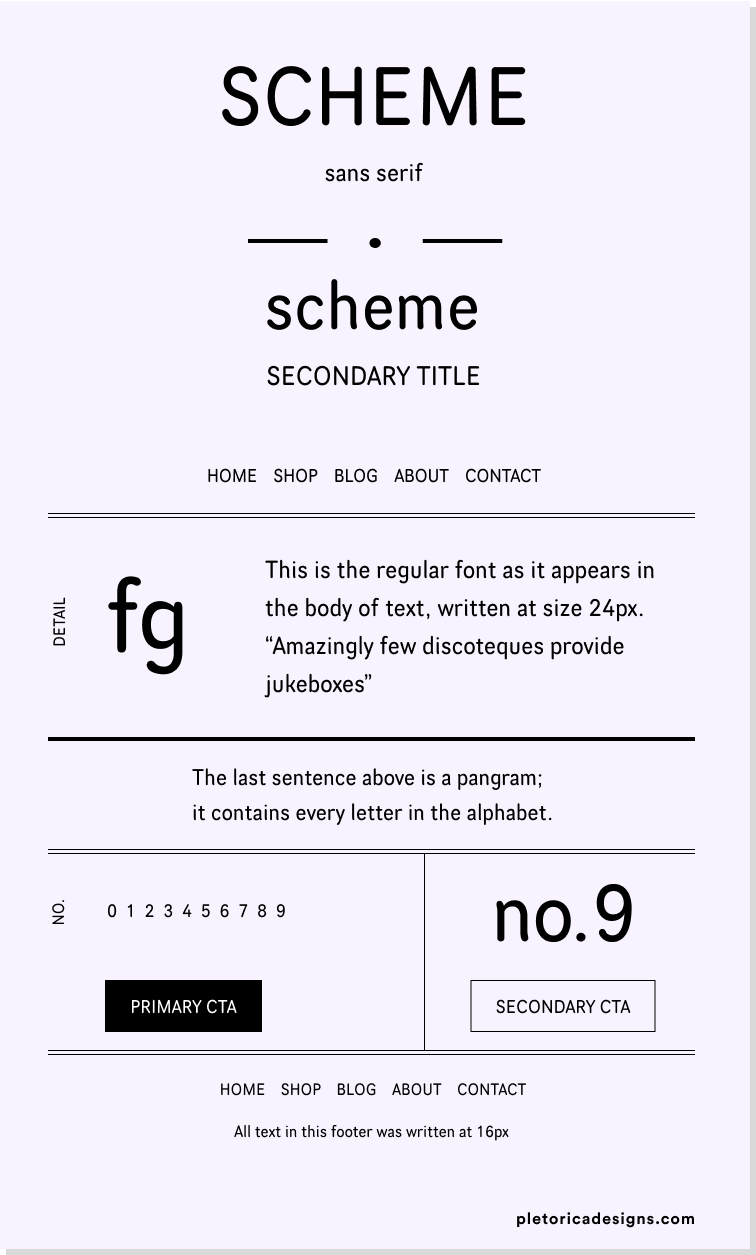 SCHEME
sans serif
scheme
SECONDARY TITLE
HOME SHOP BLOG ABOUT CONTACT
DETAIL
fg
This is the regular font as it appears in
the body of text, written at size 24px.
“Amazingly few discoteques provide
jukeboxes”
The last sentence above is a pangram;
it contains every letter in the alphabet.
NO.
0 1 2 3 4 5 6 7 8 9
no.9
PRIMARY CTA
SECONDARY CTA
HOME SHOP BLOG ABOUT CONTACT
All text in this footer was written at 16px
pletoricadesigns.com